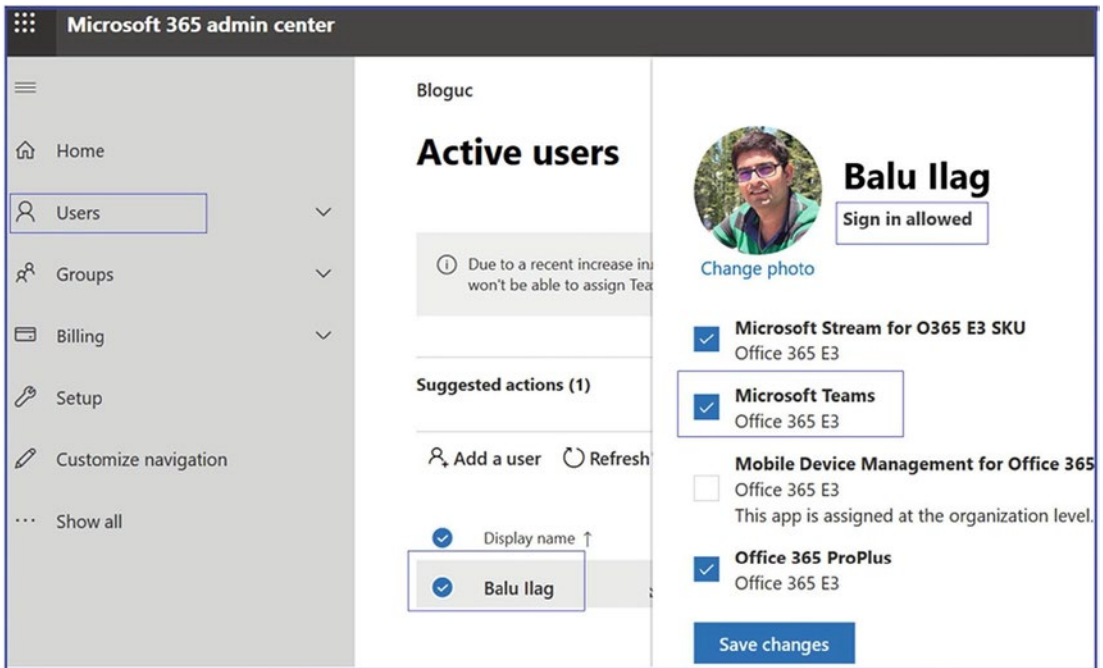 Microsoft 365 admin center
Home
Users
Groups
Billing
Setup
Customize navigation
Show all
Bloguc
Active users
Due to a recent increase in
won't be able to assign Tea
Suggested actions (1)
Add a user
Refresh
Display name ↑
Balu Ilag
Balu Ilag
Sign in allowed
Change photo
Microsoft Stream for O365 E3 SKU
Office 365 E3
Microsoft Teams
Office 365 E3
Mobile Device Management for Office 365
Office 365 E3
This app is assigned at the organization level.
Office 365 ProPlus
Office 365 E3
Save changes